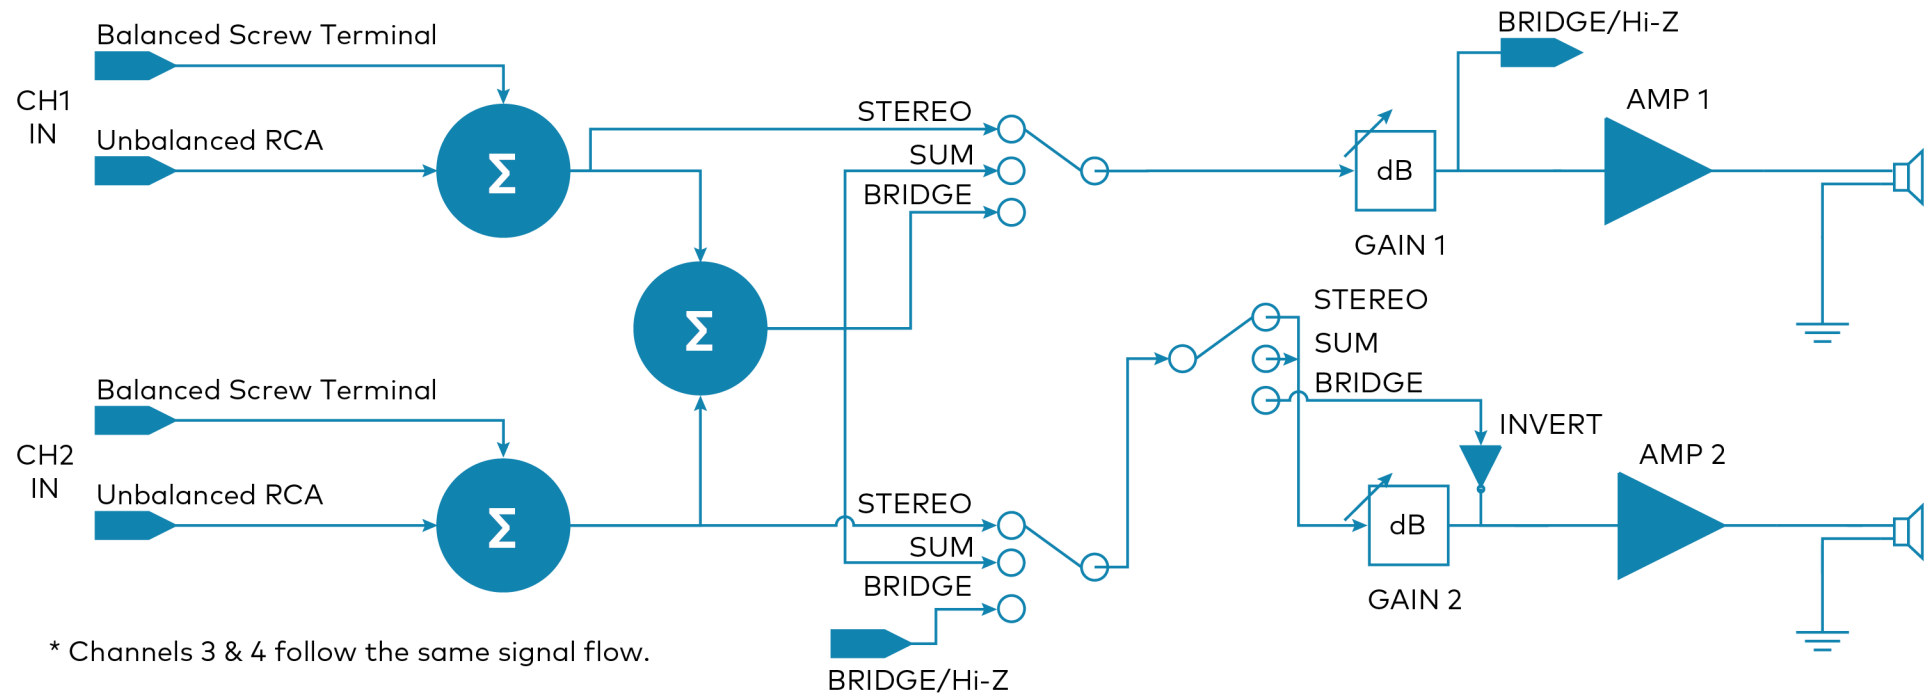 BRIDGE/Hi-Z
Balanced Screw Terminal
AMP 1
CH1
IN
STEREO
Unbalanced RCA
SUM
Σ
dB
BRIDGE
GAIN 1
STEREO
Σ
SUM
BRIDGE
Balanced Screw Terminal
INVERT
CH2
IN
AMP 2
Unbalanced RCA
STEREO
Σ
dB
SUM
BRIDGE
GAIN 2
* Channels 3 & 4 follow the same signal flow.
BRIDGE/Hi-Z